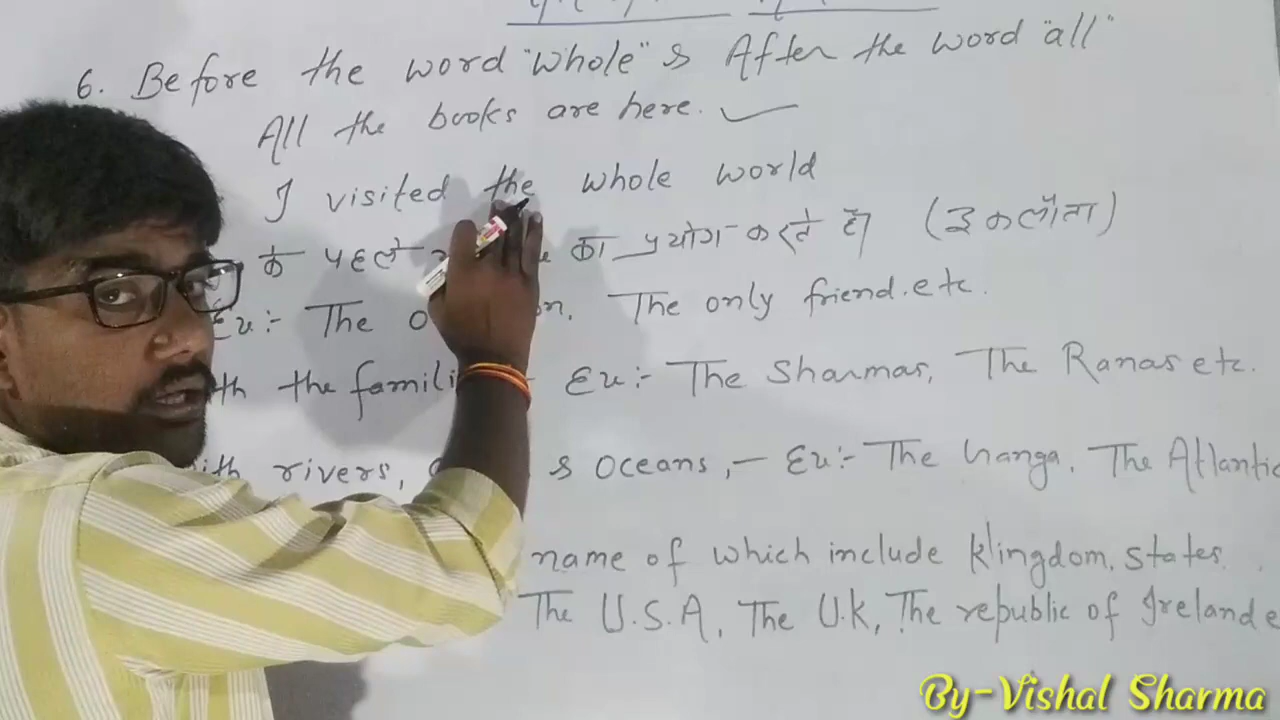 6. Before the word "whole" & After the word "all"
All the books are here.
I visited the whole world
के पहले का प्रयोग करते है। (इकलौता)
Ex:- The The only friend.etc.
the Ex:- The Sharmas, The Ranas etc.
rivers, & Oceans,- Ex:- The Ganga, The Atlantic
name of which include Kingdom, states.
The U.S.A, The U.K, The republic of Ireland
By-Vishal Sharma